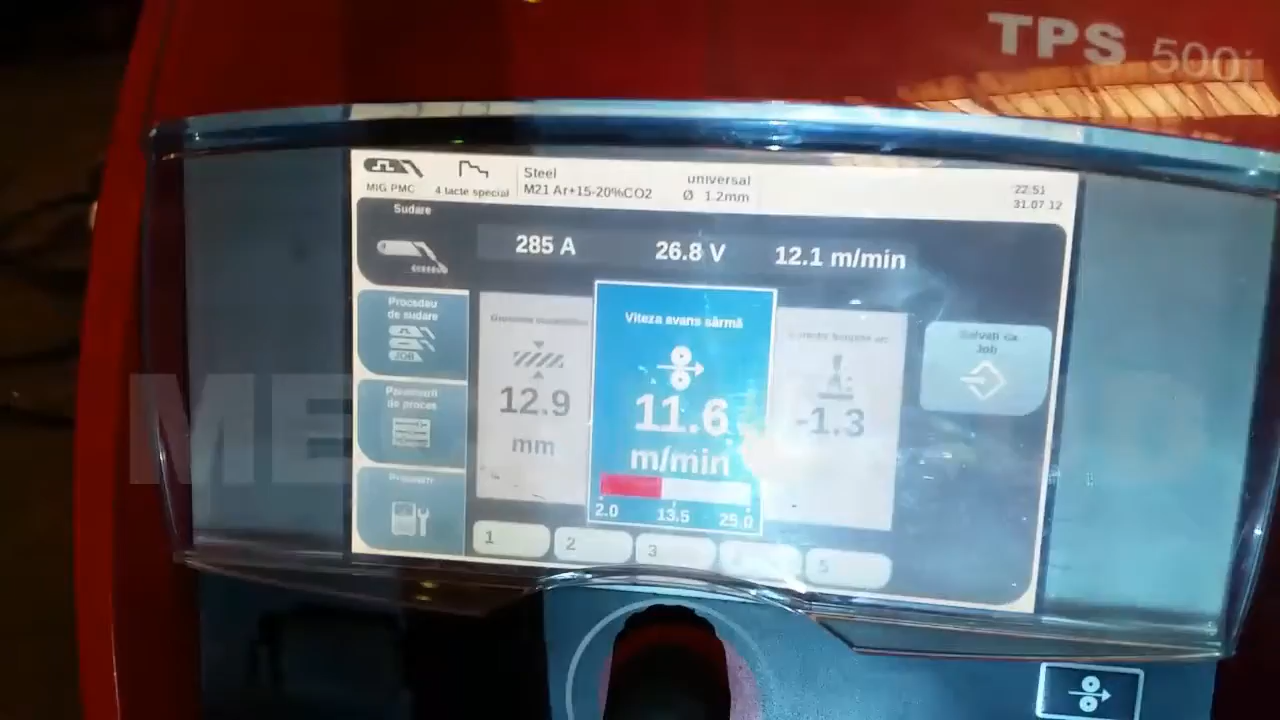 TPS 500i
MIG PMC
4 tacte special
Steel
M21 Ar+15-20%CO2
universal
Ø 1.2mm
22:51
31.07.12
Sudare
285 A
26.8 V
12.1 m/min
Procedeu
de sudare
JOB
Parametri
de proces
12.9
mm
Viteza avans sârmă
11.6
m/min
2.0
13.5
25.0
-1.3
Salvați ca
Job
1
2
3
5